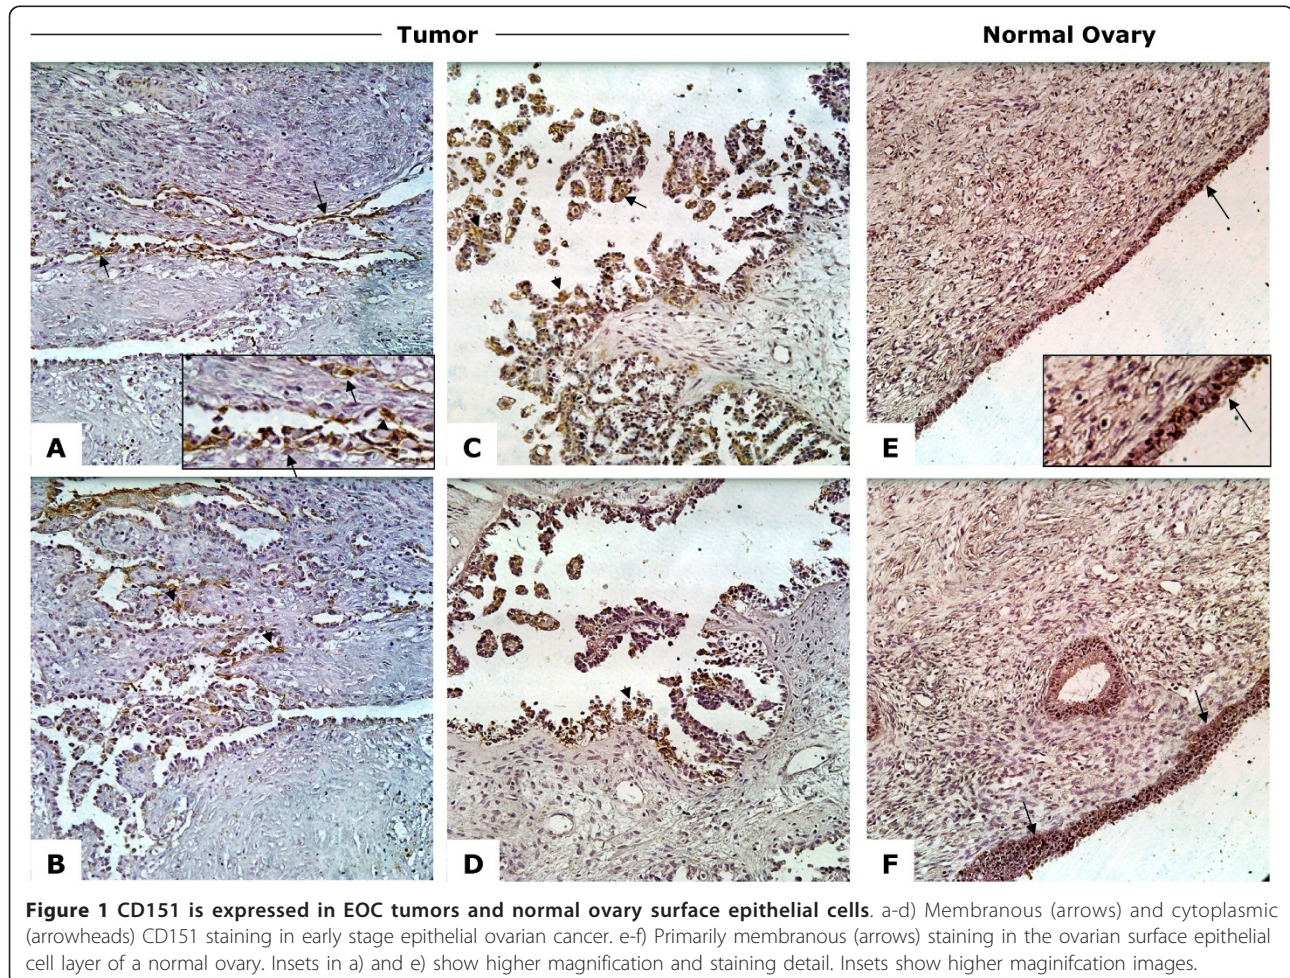 Tumor
Normal Ovary
A
C
E
B
D
F
Figure 1 CD151 is expressed in EOC tumors and normal ovary surface epithelial cells. a-d) Membranous (arrows) and cytoplasmic
(arrowheads) CD151 staining in early stage epithelial ovarian cancer. e-f) Primarily membranous (arrows) staining in the ovarian surface epithelial
cell layer of a normal ovary. Insets in a) and e) show higher magnification and staining detail. Insets show higher maginifcation images.